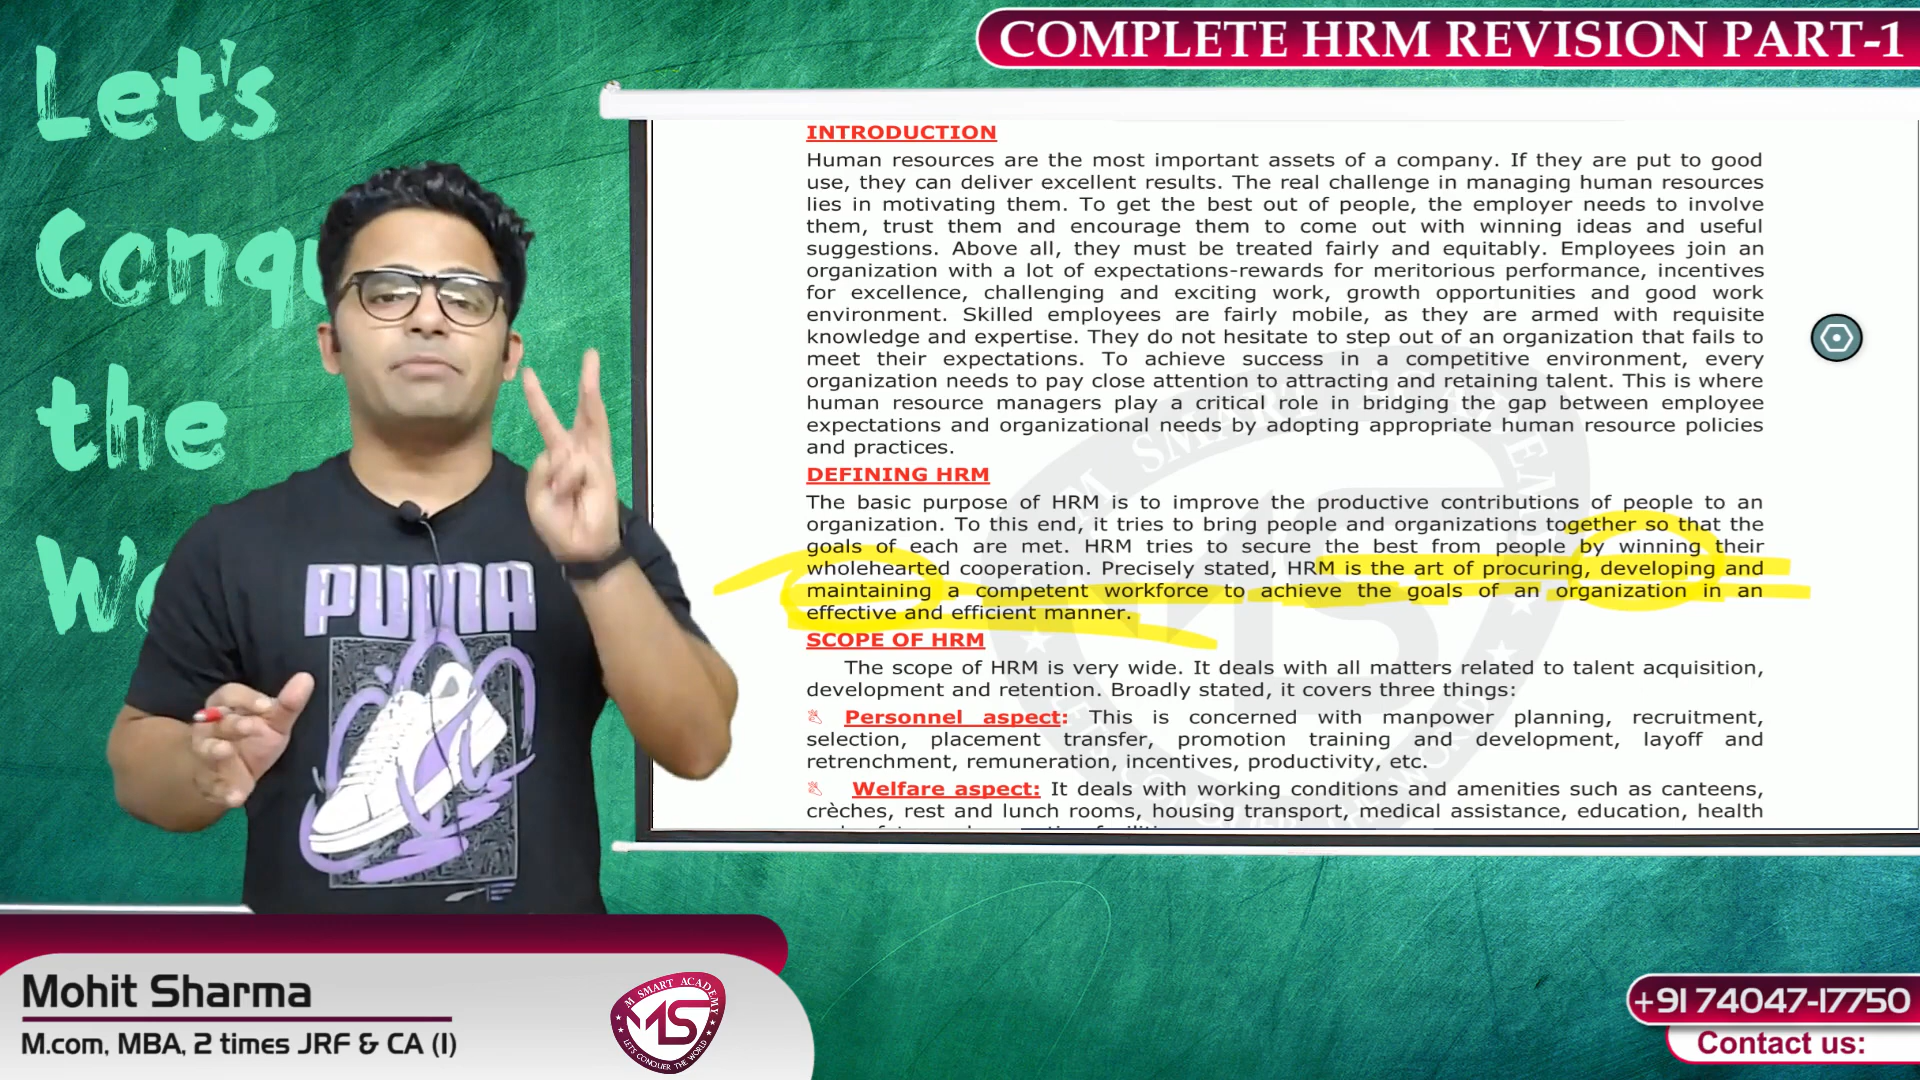 COMPLETE HRM REVISION PART-1
Let's
Conqu
the
Wo
INTRODUCTION
Human resources are the most important assets of a company. If they are put to good
use, they can deliver excellent results. The real challenge in managing human resources
lies in motivating them. To get the best out of people, the employer needs to involve
them, trust them and encourage them to come out with winning ideas and useful
suggestions. Above all, they must be treated fairly and equitably. Employees join an
organization with a lot of expectations-rewards for meritorious performance, incentives
for excellence, challenging and exciting work, growth opportunities and good work
environment. Skilled employees are fairly mobile, as they are armed with requisite
knowledge and expertise. They do not hesitate to step out of an organization that fails to
meet their expectations. To achieve success in a competitive environment, every
organization needs to pay close attention to attracting and retaining talent. This is where
human resource managers play a critical role in bridging the gap between employee
expectations and organizational needs by adopting appropriate human resource policies
and practices.
DEFINING HRM
The basic purpose of HRM is to improve the productive contributions of people to an
organization. To this end, it tries to bring people and organizations together so that the
goals of each are met. HRM tries to secure the best from people by winning their
wholehearted cooperation. Precisely stated, HRM is the art of procuring, developing and
maintaining a competent workforce to achieve the goals of an organization in an
effective and efficient manner.
SCOPE OF HRM
The scope of HRM is very wide. It deals with all matters related to talent acquisition,
development and retention. Broadly stated, it covers three things:
Personnel aspect: This is concerned with manpower planning, recruitment,
selection, placement transfer, promotion training and development, layoff and
retrenchment, remuneration, incentives, productivity, etc.
Welfare aspect: It deals with working conditions and amenities such as canteens,
crèches, rest and lunch rooms, housing transport, medical assistance, education, health
PUMA
Mohit Sharma
M.com, MBA, 2 times JRF & CA (I)
M SMART ACADEMY
MS
LET'S CONQUER THE WORLD
+91 74047-17750
Contact us: